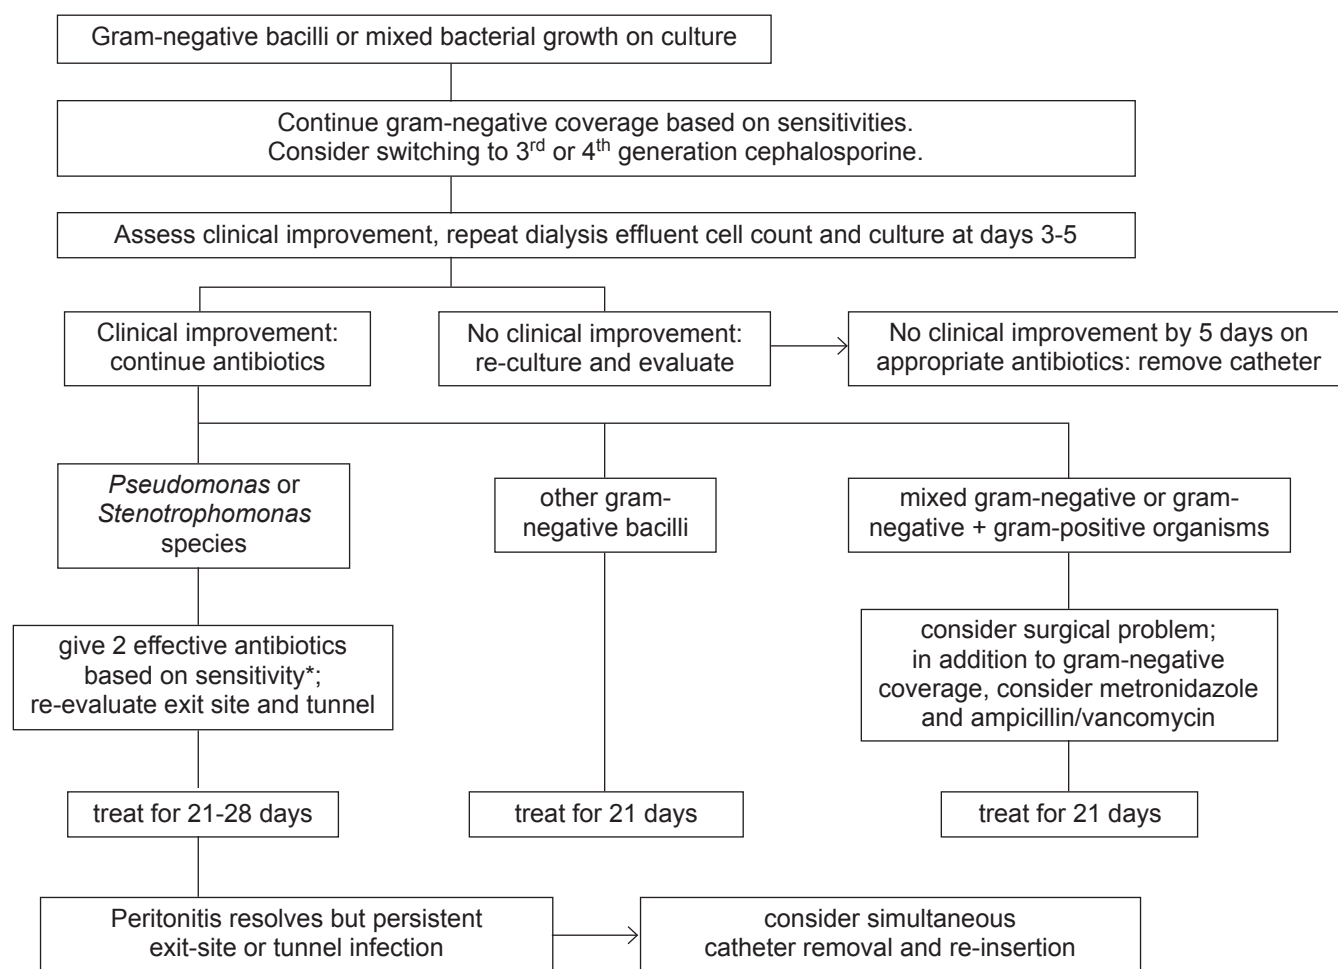 Gram-negative bacilli or mixed bacterial growth on culture
Continue gram-negative coverage based on sensitivities.
Consider switching to 3rd or 4th generation cephalosporine.
Assess clinical improvement, repeat dialysis effluent cell count and culture at days 3-5
Clinical improvement:
continue antibiotics
No clinical improvement:
re-culture and evaluate
No clinical improvement by 5 days on
appropriate antibiotics: remove catheter
Pseudomonas or
Stenotrophomonas
species
other gram-
negative bacilli
mixed gram-negative or gram-
negative + gram-positive organisms
give 2 effective antibiotics
based on sensitivity*;
re-evaluate exit site and tunnel
consider surgical problem;
in addition to gram-negative
coverage, consider metronidazole
and ampicillin/vancomycin
treat for 21-28 days
treat for 21 days
treat for 21 days
Peritonitis resolves but persistent
exit-site or tunnel infection
consider simultaneous
catheter removal and re-insertion